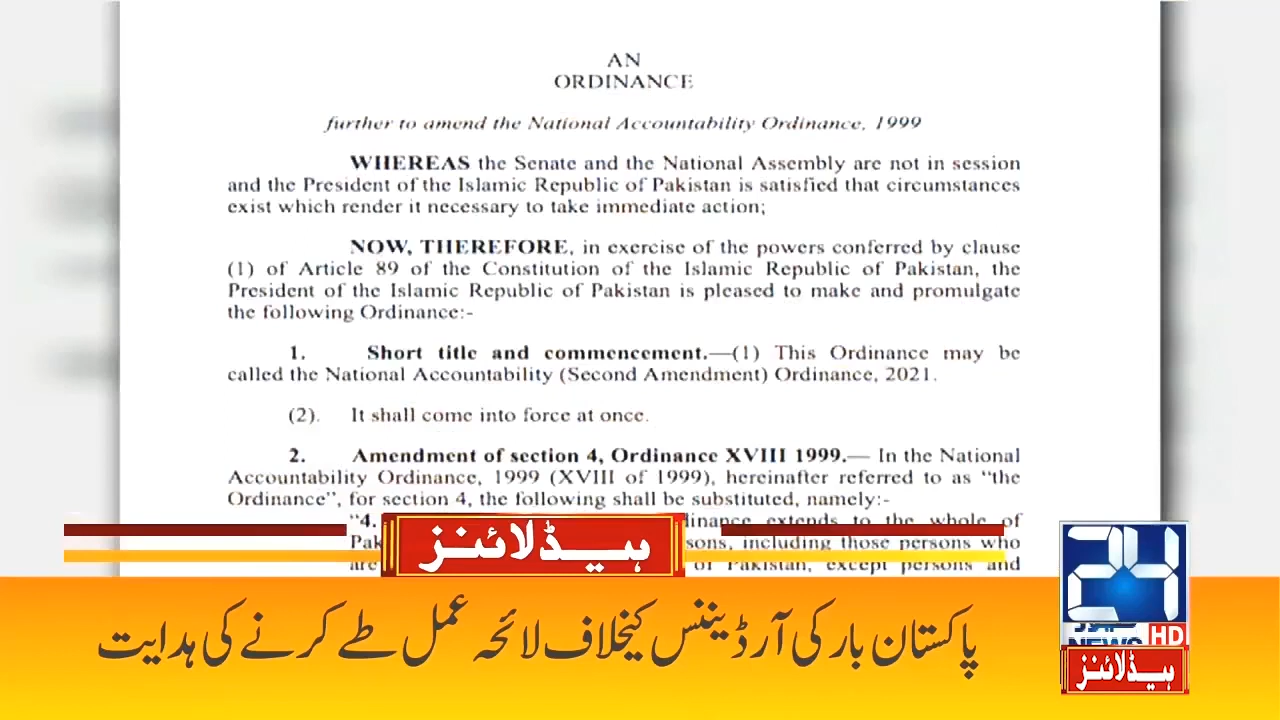 AN
ORDINANCE
further to amend the National Accountability Ordinance, 1999
WHEREAS the Senate and the National Assembly are not in session
and the President of the Islamic Republic of Pakistan is satisfied that circumstances
exist which render it necessary to take immediate action;
NOW, THEREFORE, in exercise of the powers conferred by clause
(1) of Article 89 of the Constitution of the Islamic Republic of Pakistan, the
President of the Islamic Republic of Pakistan is pleased to make and promulgate
the following Ordinance:-
1. Short title and commencement.—(1) This Ordinance may be
called the National Accountability (Second Amendment) Ordinance, 2021.
(2). It shall come into force at once.
2. Amendment of section 4, Ordinance XVIII 1999.— In the National
Accountability Ordinance, 1999 (XVIII of 1999), hereinafter referred to as “the
Ordinance”, for section 4, the following shall be substituted, namely:-
“4. extends to the whole of
including those persons who
are of Pakistan, except persons and
ہیڈلائنز
پاکستان بار کی آرڈیننس کیخلاف لائحہ عمل طے کرنے کی ہدایت
24
NEWS HD
ہیڈلائنز